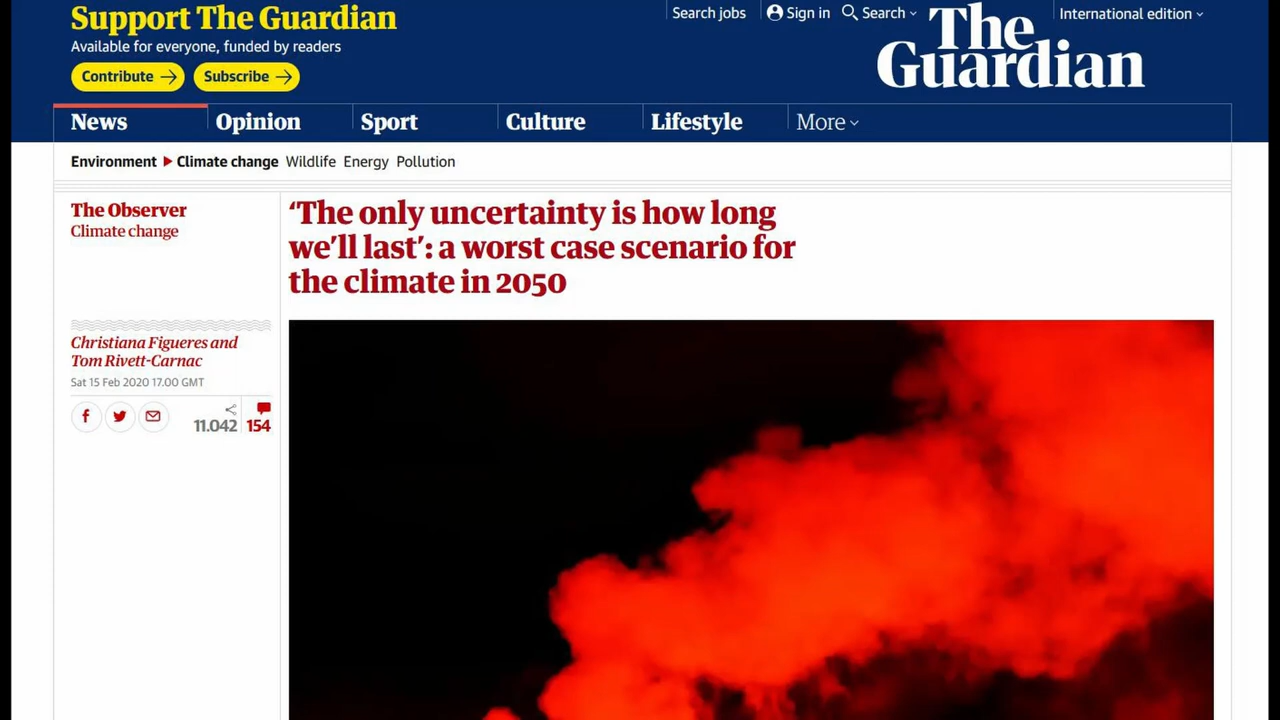 Support The Guardian
Available for everyone, funded by readers
Contribute
Subscribe
Search jobs
Sign in
Search
International edition
The
Guardian
News
Opinion
Sport
Culture
Lifestyle
More
Environment
Climate change
Wildlife
Energy
Pollution
The Observer
Climate change
‘The only uncertainty is how long
we’ll last’: a worst case scenario for
the climate in 2050
Christiana Figueres and
Tom Rivett-Carnac
Sat 15 Feb 2020 17.00 GMT
11.042
154